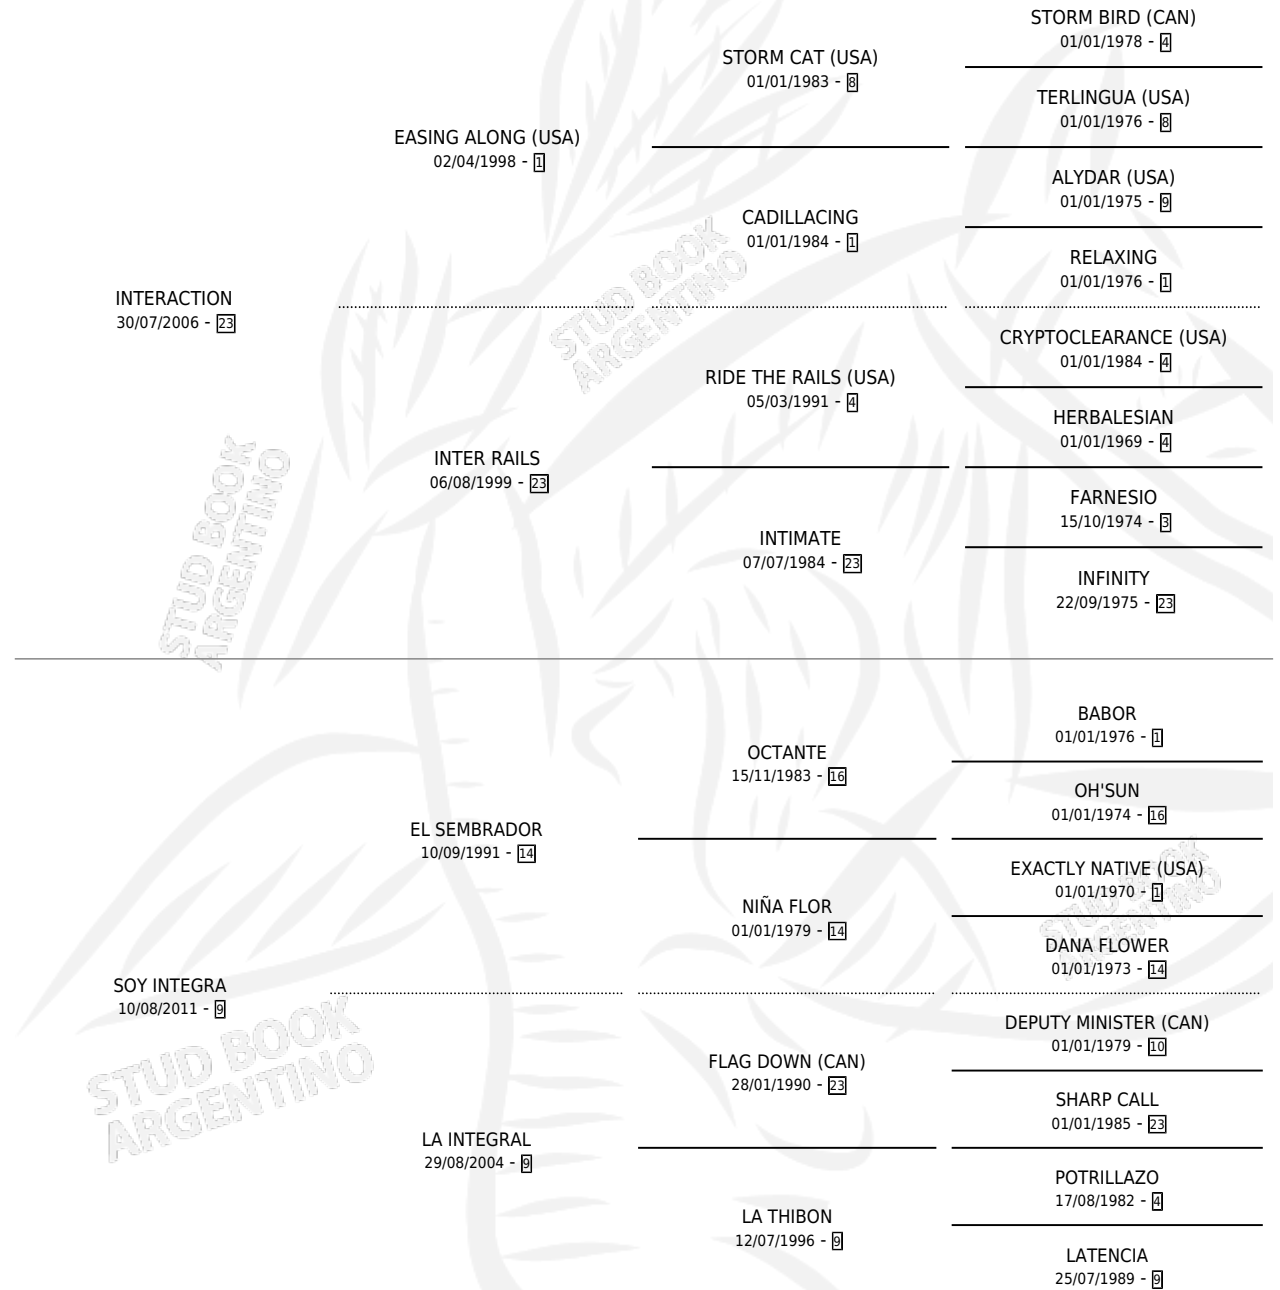 STORM BIRD (CAN)
01/01/1978 - 4
STORM CAT (USA)
01/01/1983 - 8
TERLINGUA (USA)
01/01/1976 - 8
EASING ALONG (USA)
02/04/1998 - 1
ALYDAR (USA)
01/01/1975 - 9
CADILLACING
01/01/1984 - 1
RELAXING
01/01/1976 - 1
INTERACTION
30/07/2006 - 23
CRYPTOCLEARANCE (USA)
01/01/1984 - 4
RIDE THE RAILS (USA)
05/03/1991 - 4
HERBALESIAN
01/01/1969 - 4
INTER RAILS
06/08/1999 - 23
FARNESIO
15/10/1974 - 3
INTIMATE
07/07/1984 - 23
INFINITY
22/09/1975 - 23
STUD BOOK
ARGENTINO
STUD BOOK
ARGENTINO
BABOR
01/01/1976 - 1
OCTANTE
15/11/1983 - 16
OH'SUN
01/01/1974 - 16
EL SEMBRADOR
10/09/1991 - 14
EXACTLY NATIVE (USA)
01/01/1970 - 1
NIÑA FLOR
01/01/1979 - 14
DANA FLOWER
01/01/1973 - 14
SOY INTEGRA
10/08/2011 - 9
DEPUTY MINISTER (CAN)
01/01/1979 - 10
FLAG DOWN (CAN)
28/01/1990 - 23
SHARP CALL
01/01/1985 - 23
LA INTEGRAL
29/08/2004 - 9
POTRILLAZO
17/08/1982 - 4
LA THIBON
12/07/1996 - 9
LATENCIA
25/07/1989 - 9
STUD BOOK
ARGENTINO
STUD BOOK
ARGENTINO